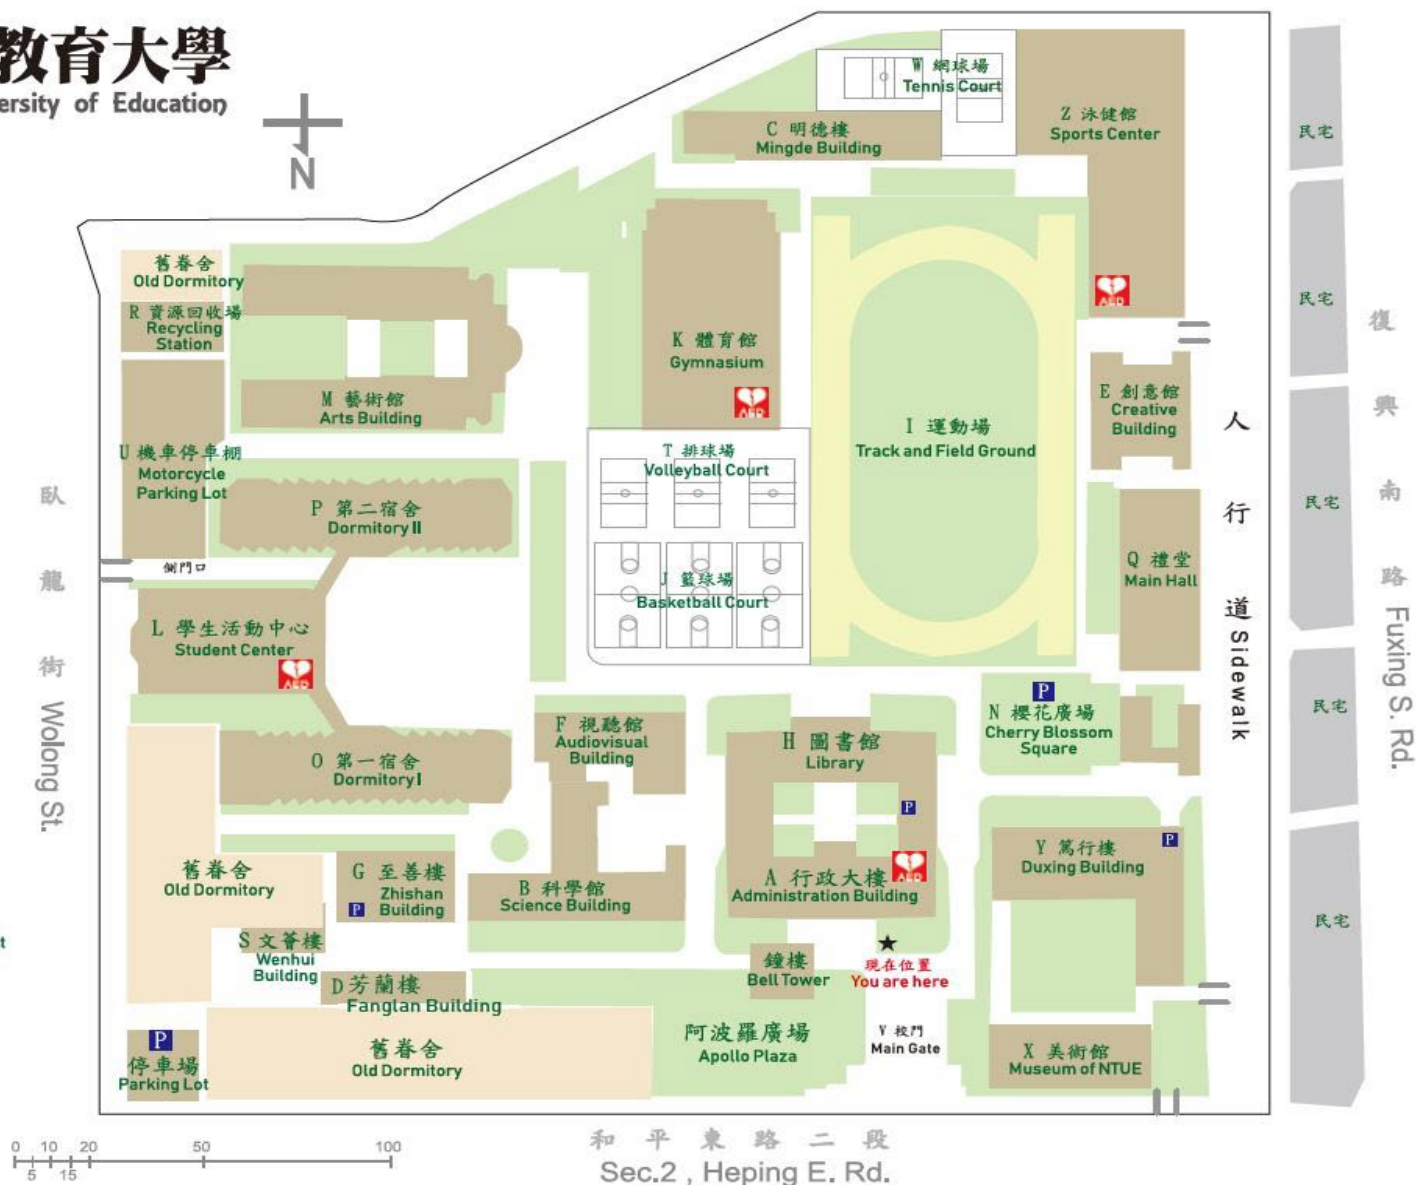 教育大學
ersity of Education
N
W 網球場
Tennis Court
C 明德樓
Mingde Building
Z 泳健館
Sports Center
民宅
舊眷舍
Old Dormitory
R 資源回收場
Recycling
Station
M 藝術館
Arts Building
K 體育館
Gymnasium
AED
AED
民宅
I 運動場
Track and Field Ground
E 創意館
Creative
Building
U 機車停車棚
Motorcycle
Parking Lot
P 第二宿舍
Dormitory II
T 排球場
Volleyball Court
民宅
側門口
Q 禮堂
Main Hall
J 籃球場
Basketball Court
L 學生活動中心
Student Center
AED
臥龍街 Wolong St.
人行道 Sidewalk
復興南路 Fuxing S. Rd.
O 第一宿舍
Dormitory I
F 視聽館
Audiovisual
Building
H 圖書館
Library
P
P
N 櫻花廣場
Cherry Blossom
Square
民宅
舊眷舍
Old Dormitory
G 至善樓
Zhishan
Building
P
B 科學館
Science Building
A 行政大樓
Administration Building
AED
Y 篤行樓
Duxing Building
P
民宅
t
S 文薈樓
Wenhui
Building
D 芳蘭樓
Fanglan Building
鐘樓
Bell Tower
現在位置
You are here
P
停車場
Parking Lot
舊眷舍
Old Dormitory
阿波羅廣場
Apollo Plaza
V 校門
Main Gate
X 美術館
Museum of NTUE
0 10 20 50 100
5 15
和平東路二段
Sec.2 , Heping E. Rd.